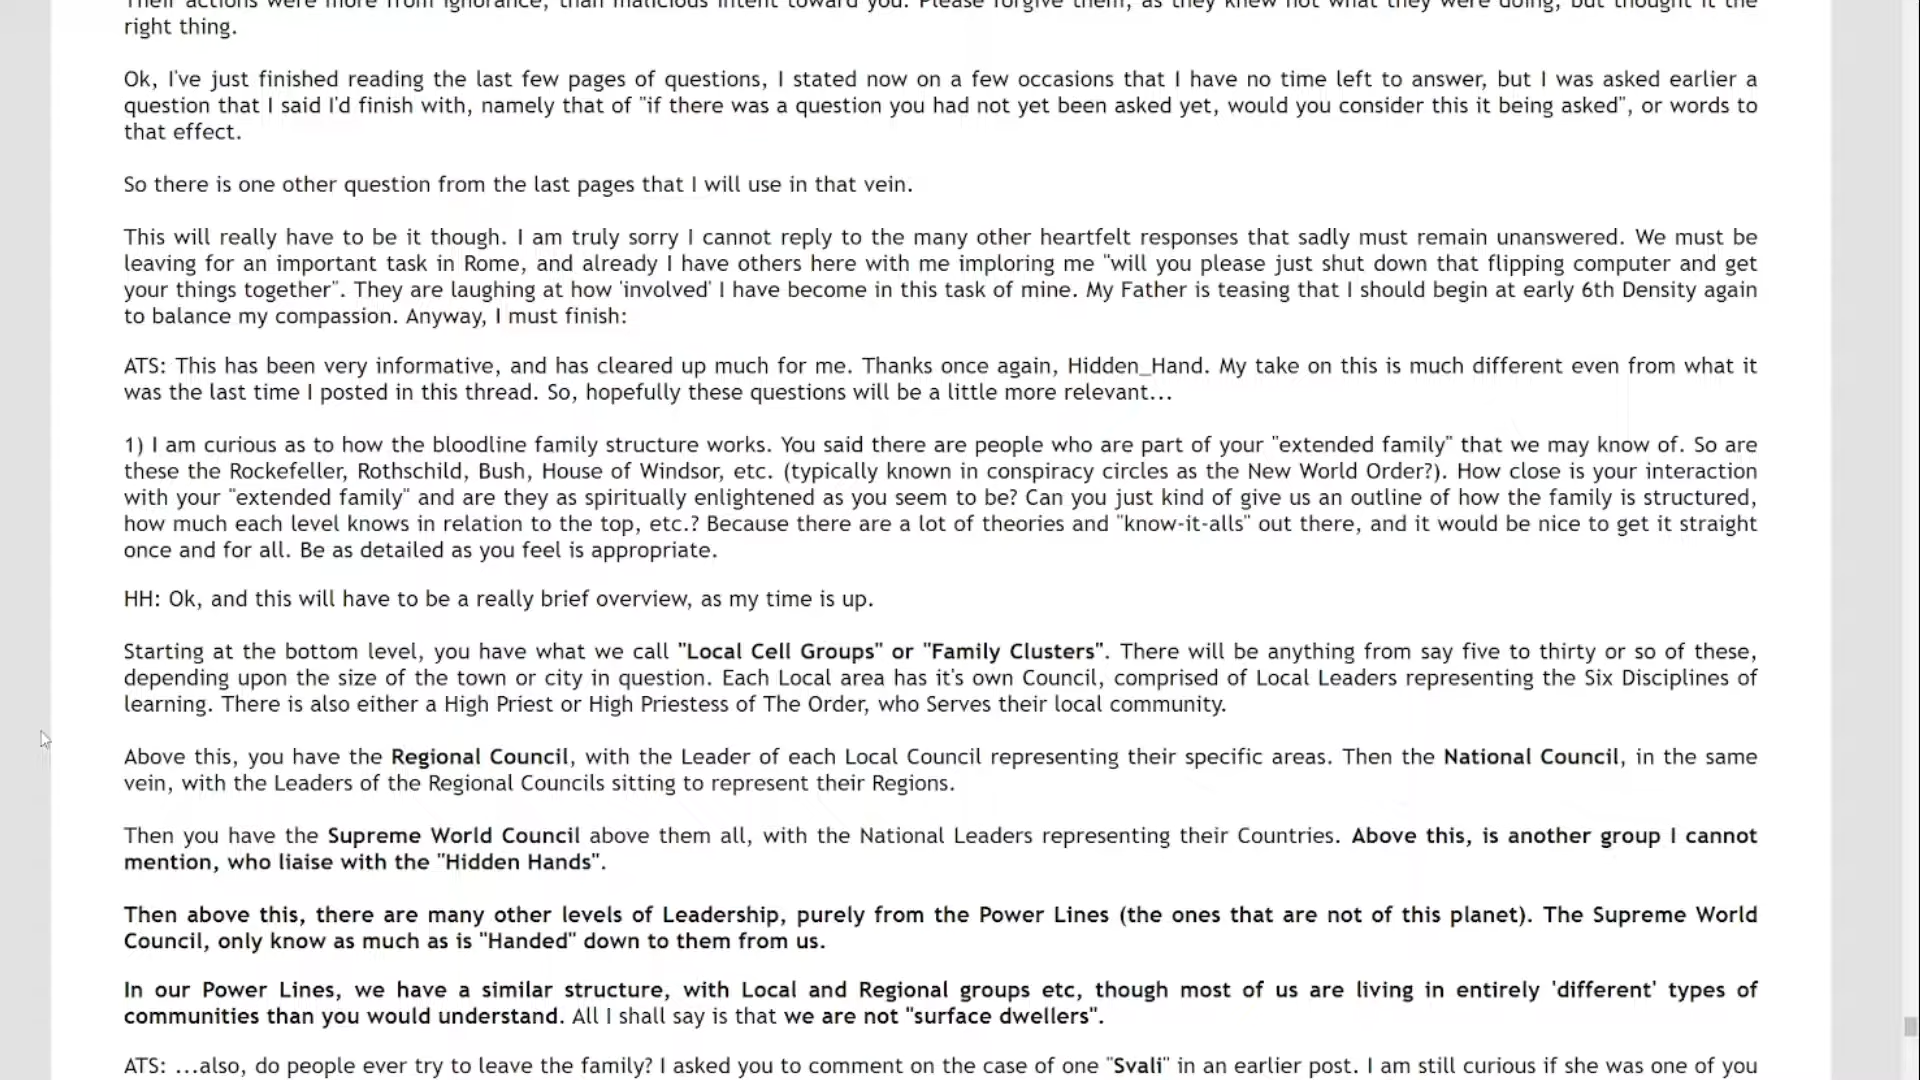 Their actions were more from ignorance, than malicious intent toward you. Please forgive them, as they knew not what they were doing, but thought it the
right thing.
Ok, I've just finished reading the last few pages of questions, I stated now on a few occasions that I have no time left to answer, but I was asked earlier a
question that I said I'd finish with, namely that of "if there was a question you had not yet been asked yet, would you consider this it being asked", or words to
that effect.
So there is one other question from the last pages that I will use in that vein.
This will really have to be it though. I am truly sorry I cannot reply to the many other heartfelt responses that sadly must remain unanswered. We must be
leaving for an important task in Rome, and already I have others here with me imploring me "will you please just shut down that flipping computer and get
your things together". They are laughing at how 'involved' I have become in this task of mine. My Father is teasing that I should begin at early 6th Density again
to balance my compassion. Anyway, I must finish:
ATS: This has been very informative, and has cleared up much for me. Thanks once again, Hidden_Hand. My take on this is much different even from what it
was the last time I posted in this thread. So, hopefully these questions will be a little more relevant...
1) I am curious as to how the bloodline family structure works. You said there are people who are part of your "extended family" that we may know of. So are
these the Rockefeller, Rothschild, Bush, House of Windsor, etc. (typically known in conspiracy circles as the New World Order?). How close is your interaction
with your "extended family" and are they as spiritually enlightened as you seem to be? Can you just kind of give us an outline of how the family is structured,
how much each level knows in relation to the top, etc.? Because there are a lot of theories and "know-it-alls" out there, and it would be nice to get it straight
once and for all. Be as detailed as you feel is appropriate.
HH: Ok, and this will have to be a really brief overview, as my time is up.
Starting at the bottom level, you have what we call "Local Cell Groups" or "Family Clusters". There will be anything from say five to thirty or so of these,
depending upon the size of the town or city in question. Each Local area has it's own Council, comprised of Local Leaders representing the Six Disciplines of
learning. There is also either a High Priest or High Priestess of The Order, who Serves their local community.
Above this, you have the Regional Council, with the Leader of each Local Council representing their specific areas. Then the National Council, in the same
vein, with the Leaders of the Regional Councils sitting to represent their Regions.
Then you have the Supreme World Council above them all, with the National Leaders representing their Countries. Above this, is another group I cannot
mention, who liaise with the "Hidden Hands".
Then above this, there are many other levels of Leadership, purely from the Power Lines (the ones that are not of this planet). The Supreme World
Council, only know as much as is "Handed" down to them from us.
In our Power Lines, we have a similar structure, with Local and Regional groups etc, though most of us are living in entirely 'different' types of
communities than you would understand. All I shall say is that we are not "surface dwellers".
ATS: ...also, do people ever try to leave the family? I asked you to comment on the case of one "Svali" in an earlier post. I am still curious if she was one of you